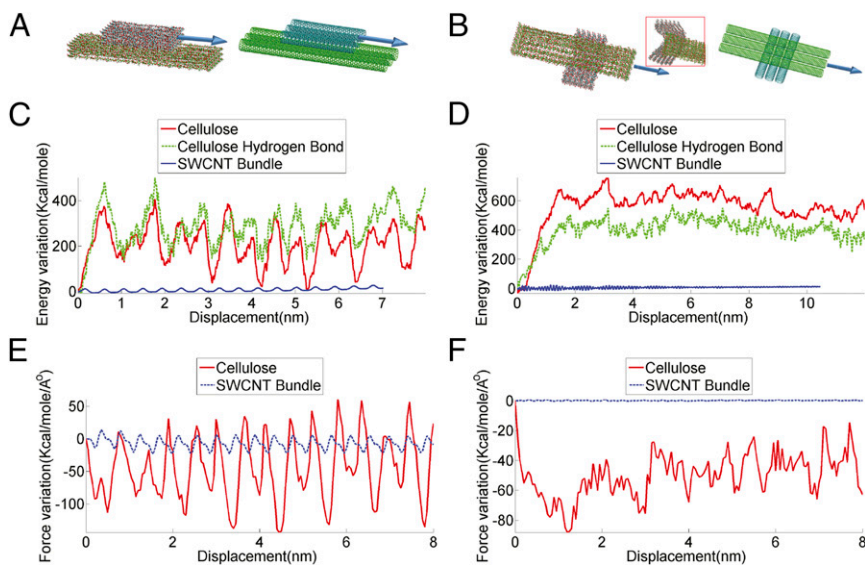 A
B
C
Cellulose
Cellulose Hydrogen Bond
SWCNT Bundle
Energy variation(Kcal/mole)
400
200
0
0 1 2 3 4 5 6 7
Displacement(nm)
D
Cellulose
Cellulose Hydrogen Bond
SWCNT Bundle
Energy variation(Kcal/mole)
600
400
200
0
0 2 4 6 8 10
Displacement(nm)
E
Cellulose
SWCNT Bundle
Force variation(Kcal/mole/A°)
50
0
-50
-100
0 2 4 6 8
Displacement(nm)
F
Cellulose
SWCNT Bundle
Force variation(Kcal/mole/A°)
0
-20
-40
-60
-80
0 2 4 6 8
Displacement(nm)